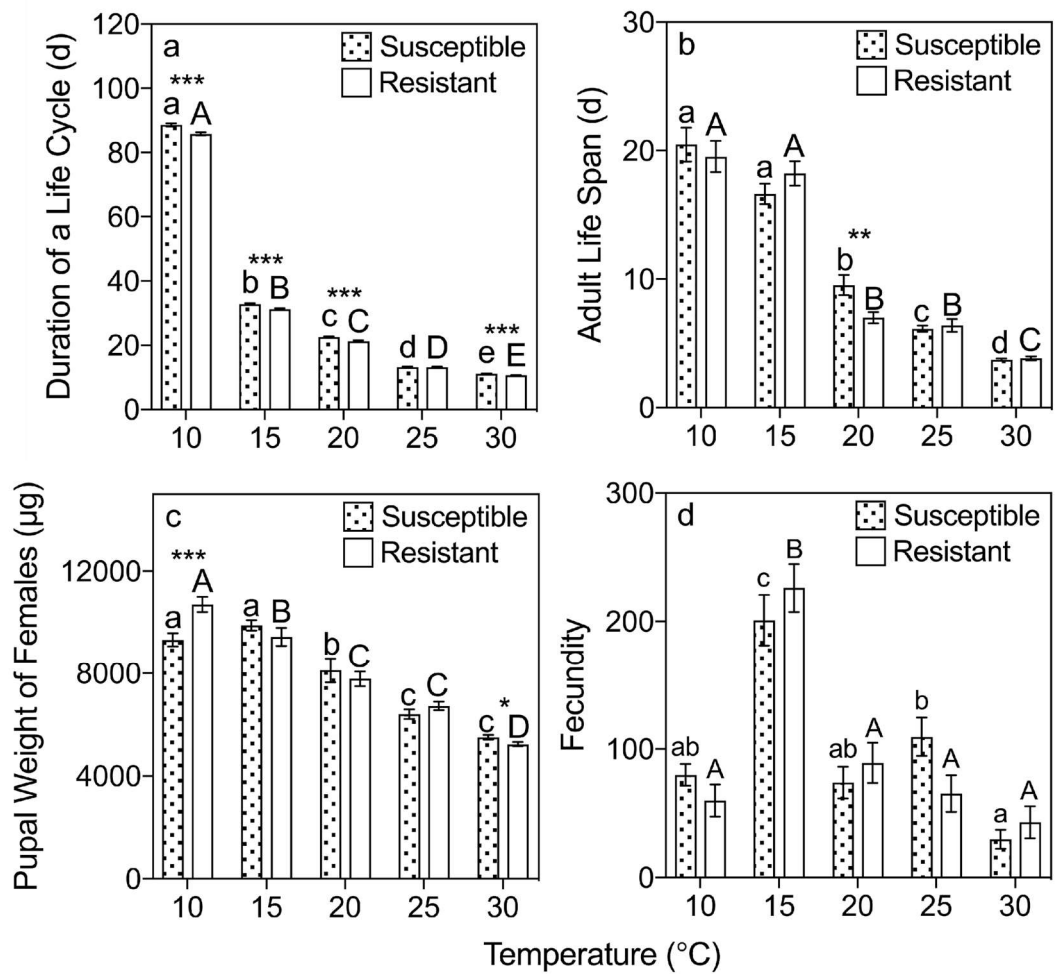 Duration of a Life Cycle (d)
120
100
80
60
40
20
0
a
Susceptible
Resistant
***
a A
***
b B
***
c C
d D
***
e E
10 15 20 25 30
Adult Life Span (d)
30
20
10
0
b
Susceptible
Resistant
a A
a A
**
b B
c B
d C
10 15 20 25 30
Pupal Weight of Females (µg)
12000
8000
4000
0
c
Susceptible
Resistant
***
a A
a B
b C
c C
*
c D
10 15 20 25 30
Fecundity
300
200
100
0
d
Susceptible
Resistant
ab A
c B
ab A
b A
a A
10 15 20 25 30
Temperature (°C)